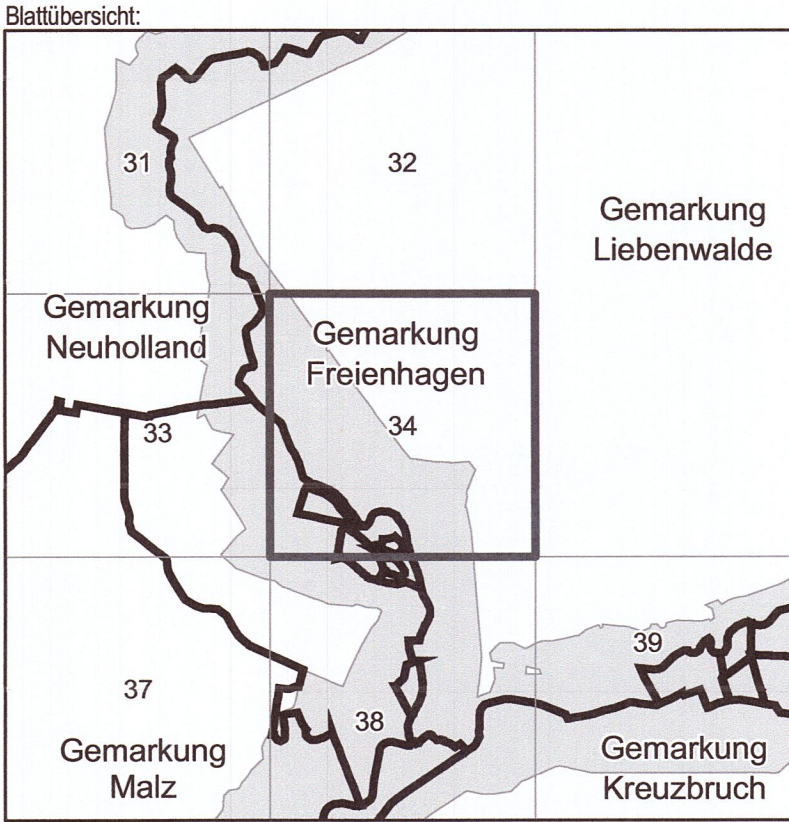 Blattübersicht:
31
32
Gemarkung
Liebenwalde
Gemarkung
Neuholland
Gemarkung
Freienhagen
33
34
39
37
38
Gemarkung
Malz
Gemarkung
Kreuzbruch